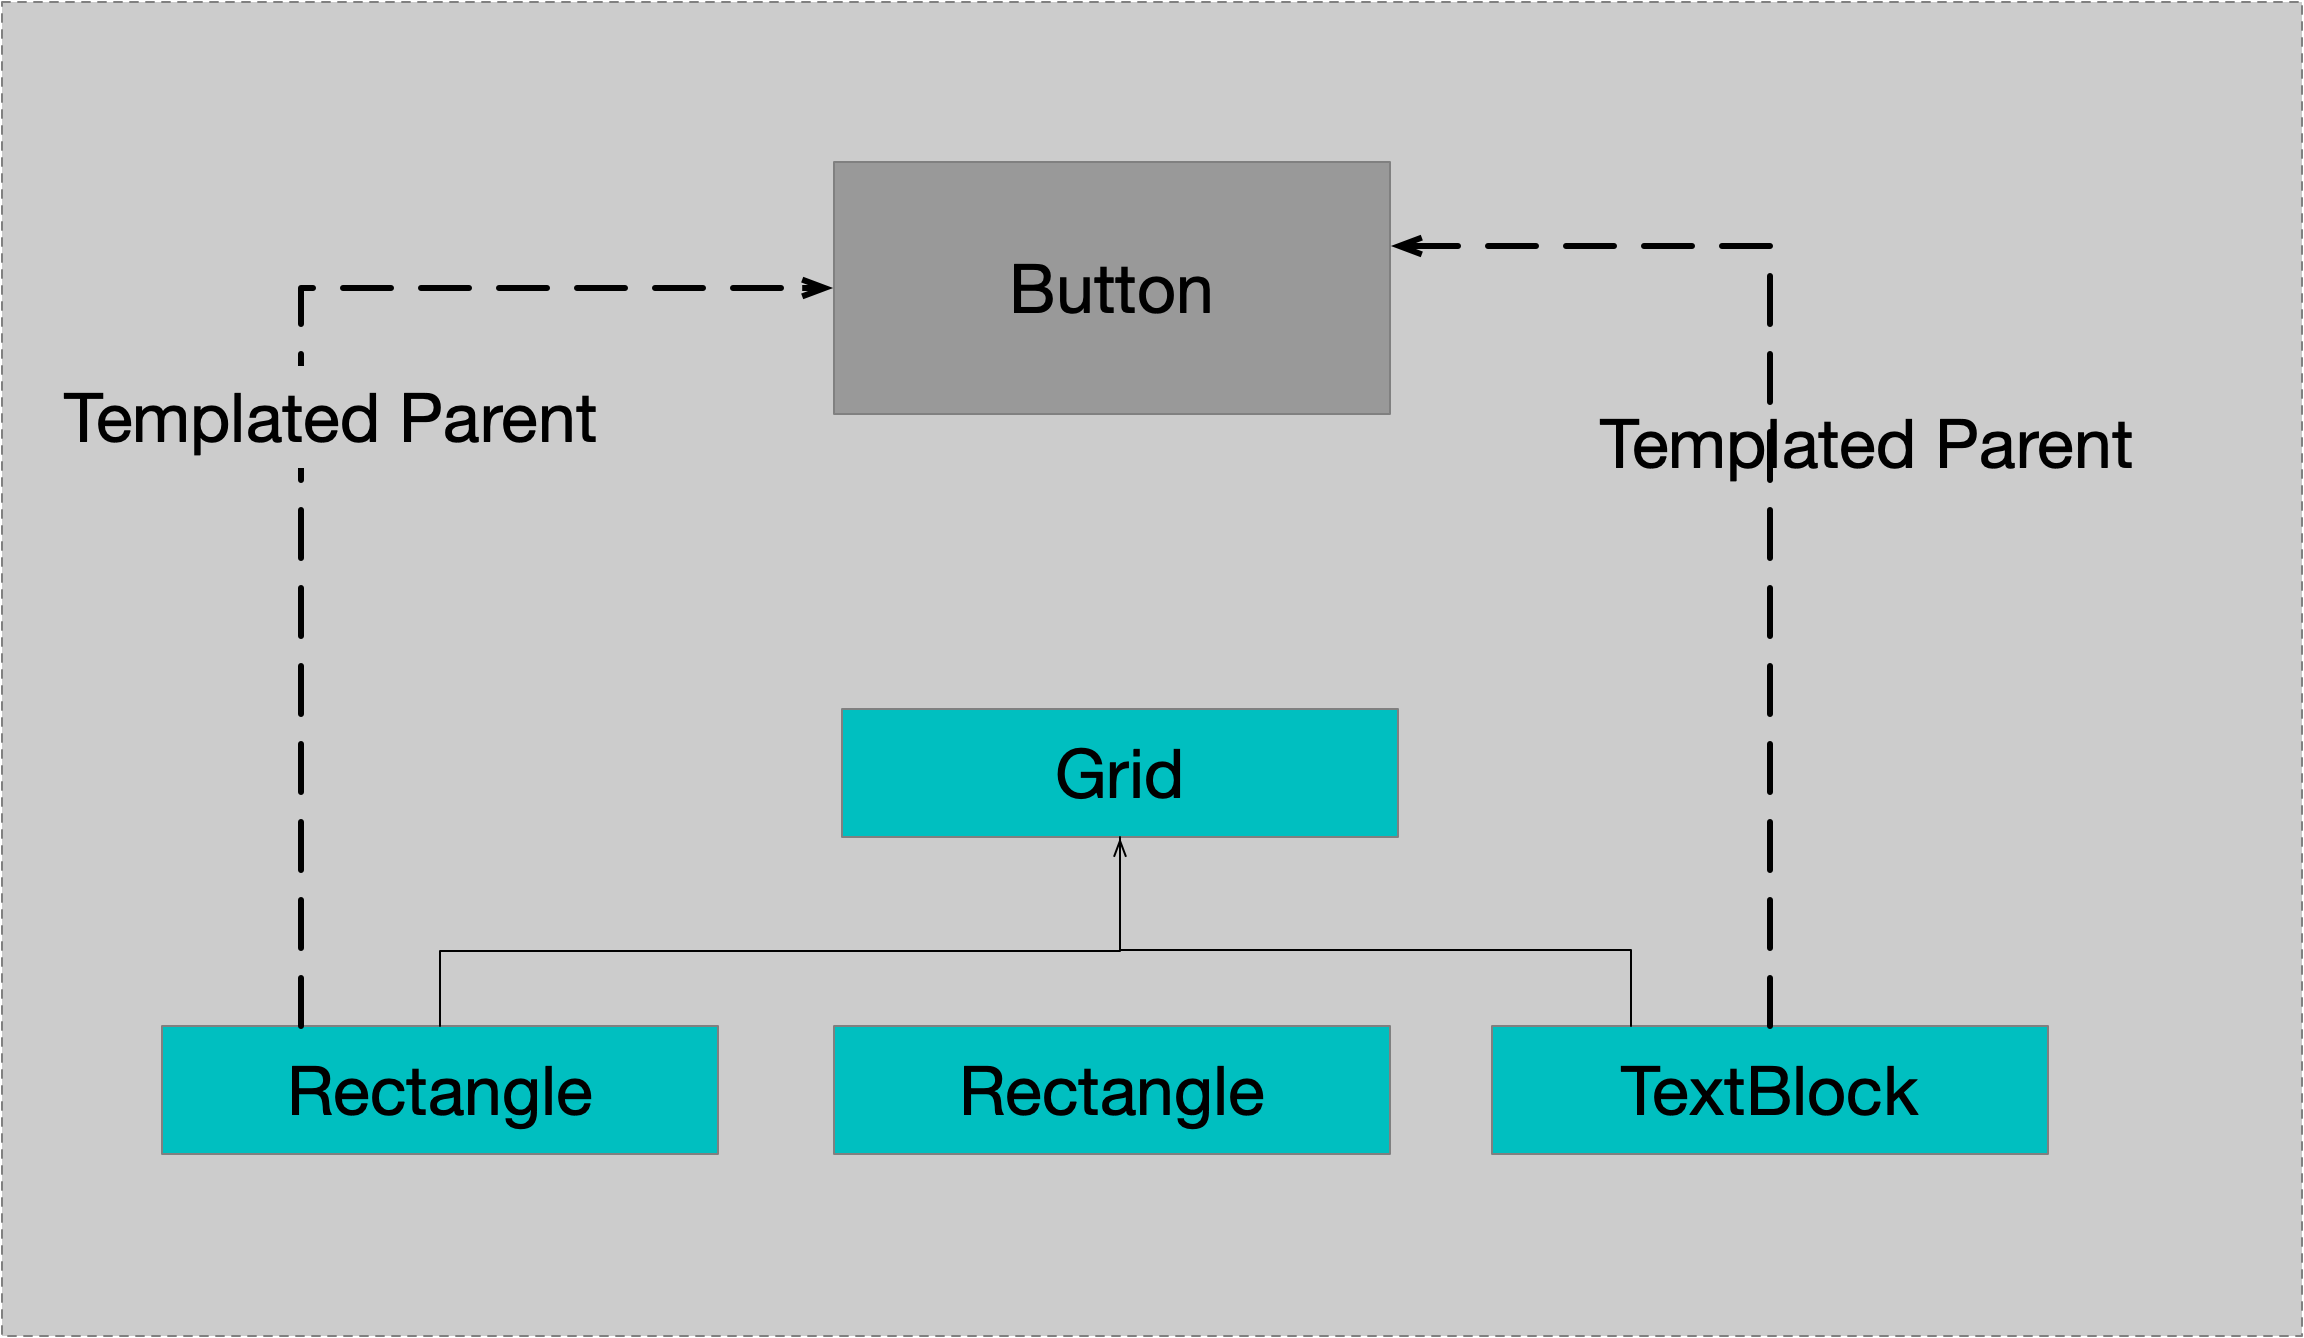 Button
Templated Parent
Templated Parent
Grid
Rectangle
Rectangle
TextBlock